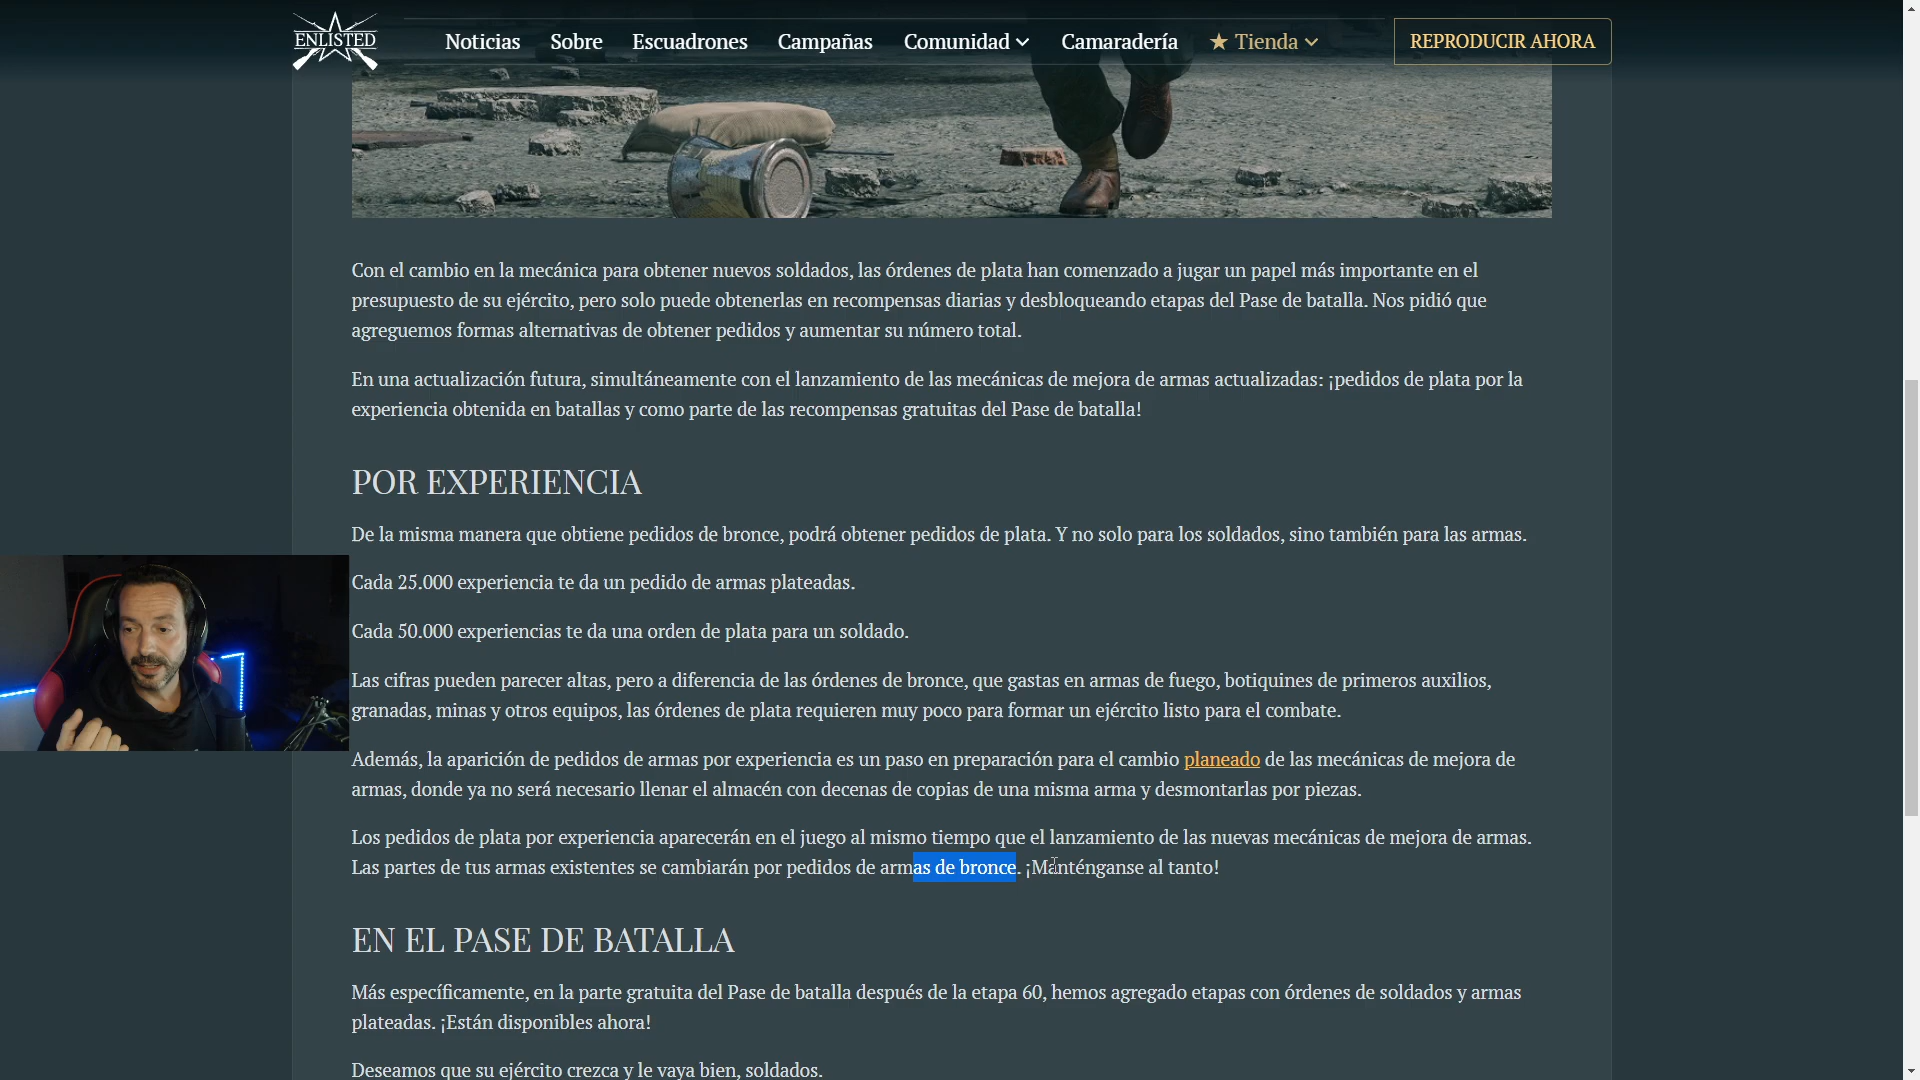 ENLISTED
Noticias Sobre Escuadrones Campañas Comunidad Camaradería ★ Tienda REPRODUCIR AHORA
Con el cambio en la mecánica para obtener nuevos soldados, las órdenes de plata han comenzado a jugar un papel más importante en el
presupuesto de su ejército, pero solo puede obtenerlas en recompensas diarias y desbloqueando etapas del Pase de batalla. Nos pidió que
agreguemos formas alternativas de obtener pedidos y aumentar su número total.
En una actualización futura, simultáneamente con el lanzamiento de las mecánicas de mejora de armas actualizadas: ¡pedidos de plata por la
experiencia obtenida en batallas y como parte de las recompensas gratuitas del Pase de batalla!
POR EXPERIENCIA
De la misma manera que obtiene pedidos de bronce, podrá obtener pedidos de plata. Y no solo para los soldados, sino también para las armas.
Cada 25.000 experiencia te da un pedido de armas plateadas.
Cada 50.000 experiencias te da una orden de plata para un soldado.
Las cifras pueden parecer altas, pero a diferencia de las órdenes de bronce, que gastas en armas de fuego, botiquines de primeros auxilios,
granadas, minas y otros equipos, las órdenes de plata requieren muy poco para formar un ejército listo para el combate.
Además, la aparición de pedidos de armas por experiencia es un paso en preparación para el cambio planeado de las mecánicas de mejora de
armas, donde ya no será necesario llenar el almacén con decenas de copias de una misma arma y desmontarlas por piezas.
Los pedidos de plata por experiencia aparecerán en el juego al mismo tiempo que el lanzamiento de las nuevas mecánicas de mejora de armas.
Las partes de tus armas existentes se cambiarán por pedidos de armas de bronce. ¡Manténganse al tanto!
EN EL PASE DE BATALLA
Más específicamente, en la parte gratuita del Pase de batalla después de la etapa 60, hemos agregado etapas con órdenes de soldados y armas
plateadas. ¡Están disponibles ahora!
Deseamos que su ejército crezca y le vaya bien, soldados.